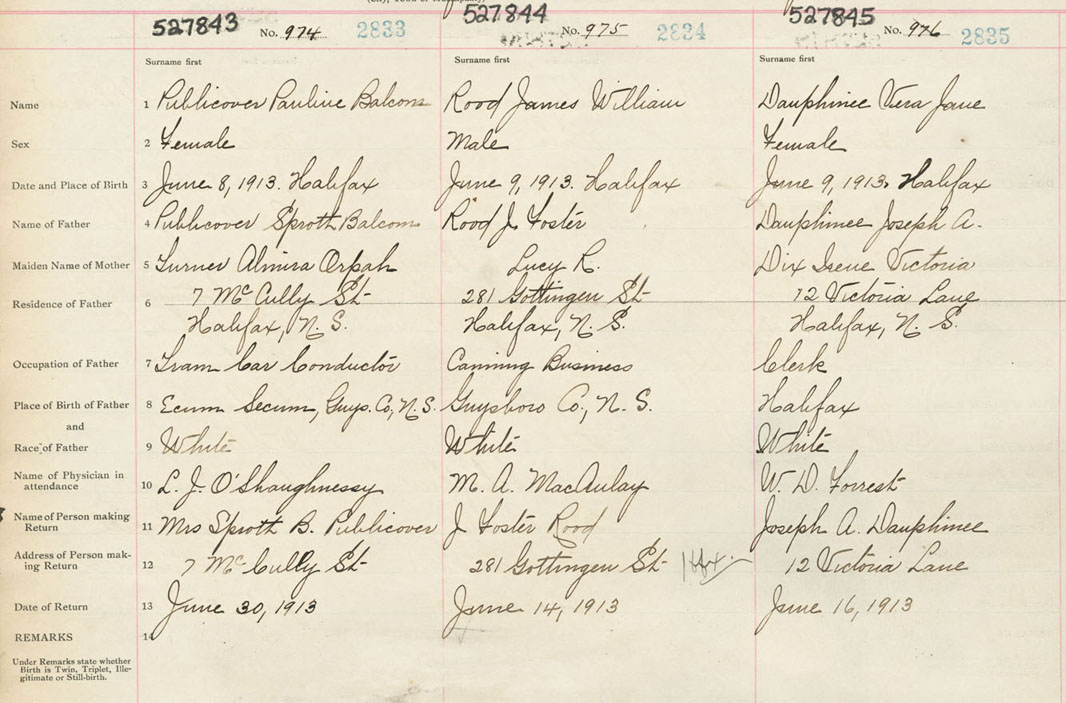 527843 No. 974 2833 527844 No. 975 2834 527845 No. 976 2835
Surname first Surname first Surname first
Name 1 Publicover Pauline Balcom Rood James William Dauphinee Vera Jane
Sex 2 Female Male Female
Date and Place of Birth 3 June 8, 1913. Halifax June 9, 1913. Halifax June 9, 1913, Halifax
Name of Father 4 Publicover Sprott Balcom Rood J. Foster Dauphinee Joseph A.
Maiden Name of Mother 5 Turner Almira Orpah Lucy R. Dix Irene Victoria
Residence of Father 6 7 McCully St 281 Gottingen St 12 Victoria Lane
Halifax, N. S. Halifax, N. S. Halifax, N. S.
Occupation of Father 7 Tram Car Conductor Canning Business Clerk
Place of Birth of Father 8 Ecum Secum, Guys. Co, N. S. Guysboro Co., N. S. Halifax
and
Race of Father 9 White White White
Name of Physician in
attendance 10 L. J. O'Shaughnessy M. A. MacAulay W. D. Forrest
Name of Person making
Return 11 Mrs Sprott B. Publicover J Foster Rood Joseph A. Dauphinee
Address of Person mak-
ing Return 12 7 McCully St 281 Gottingen St Hfx. 12 Victoria Lane
Date of Return 13 June 30, 1913 June 14, 1913 June 16, 1913
REMARKS 14
Under Remarks state whether
Birth is Twin, Triplet, Ille-
gitimate or Still-birth.